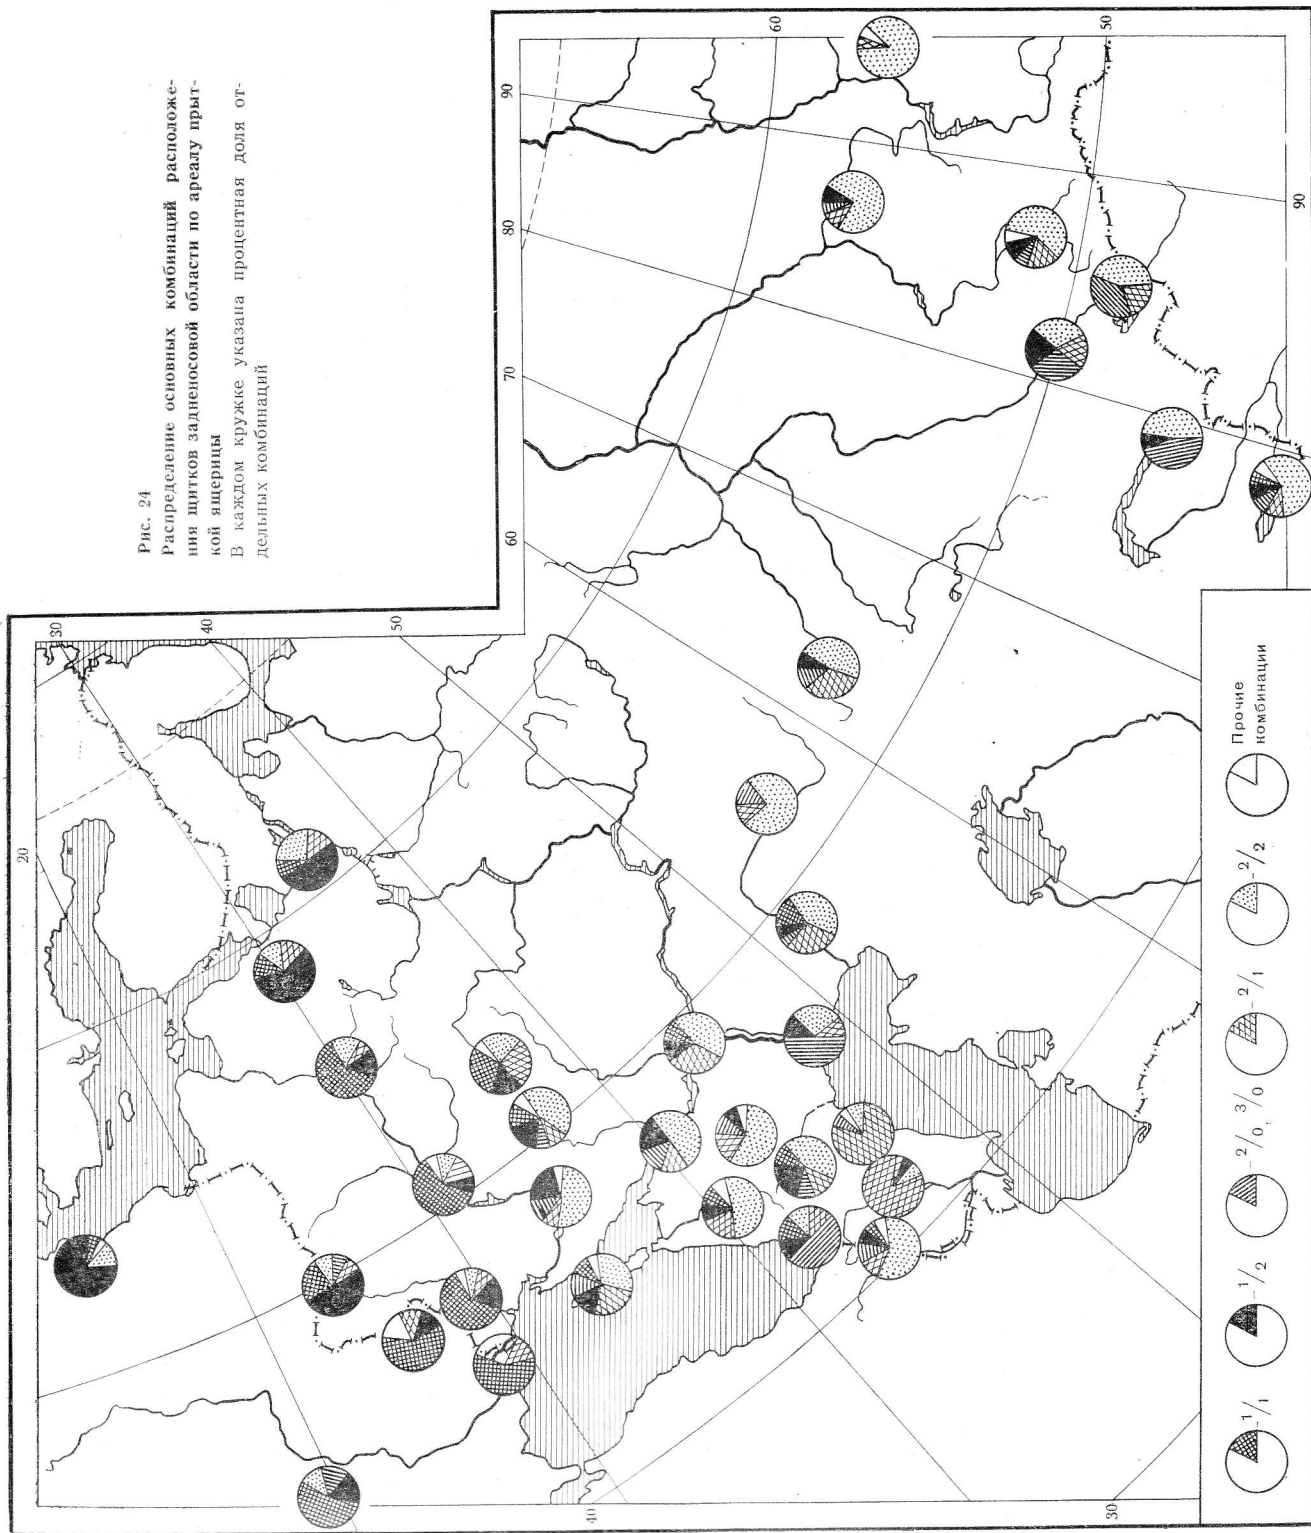 Рис. 24
Распределение основных комбинаций расположе-
ния щитков задненосовой области по ареалу прыт-
кой ящерицы
В каждом кружке указана процентная доля от-
дельных комбинаций
20
30
40
50
60
70
80
90
60
50
90
40
30
-1/1
-1/2
-2/0, 3/0
-2/1
-2/2
Прочие
комбинации